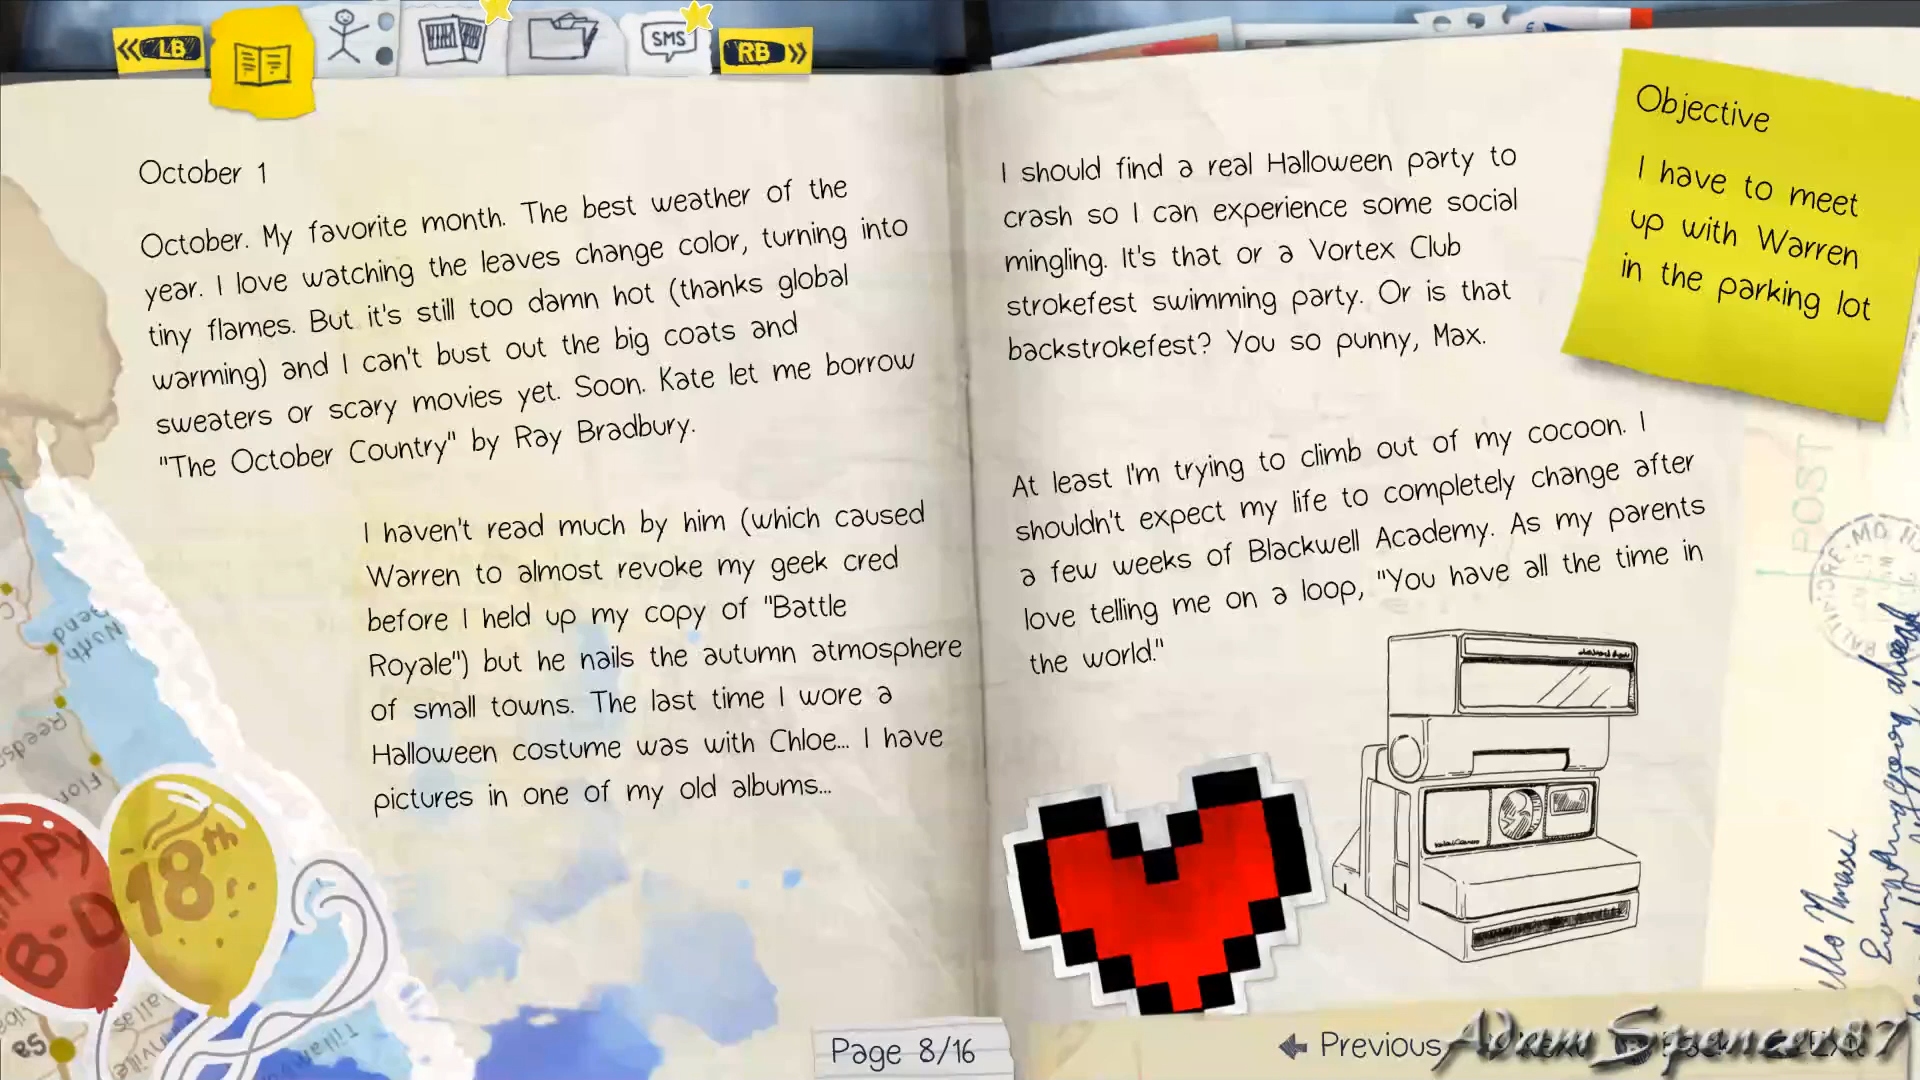 LB
SMS
RB
October 1
October. My favorite month. The best weather of the
year. I love watching the leaves change color, turning into
tiny flames. But it's still too damn hot (thanks global
warming) and I can't bust out the big coats and
sweaters or scary movies yet. Soon. Kate let me borrow
"The October Country" by Ray Bradbury.
I haven't read much by him (which caused
Warren to almost revoke my geek cred
before I held up my copy of "Battle
Royale") but he nails the autumn atmosphere
of small towns. The last time I wore a
Halloween costume was with Chloe... I have
pictures in one of my old albums...
I should find a real Halloween party to
crash so I can experience some social
mingling. It's that or a Vortex Club
strokefest swimming party. Or is that
backstrokefest? You so punny, Max.
At least I'm trying to climb out of my cocoon. I
shouldn't expect my life to completely change after
a few weeks of Blackwell Academy. As my parents
love telling me on a loop, "You have all the time in
the world."
Objective
I have to meet
up with Warren
in the parking lot
POST
North
Bend
HAPPY
B-D
18th
Page 8/16
Previous
Adam Spencer87